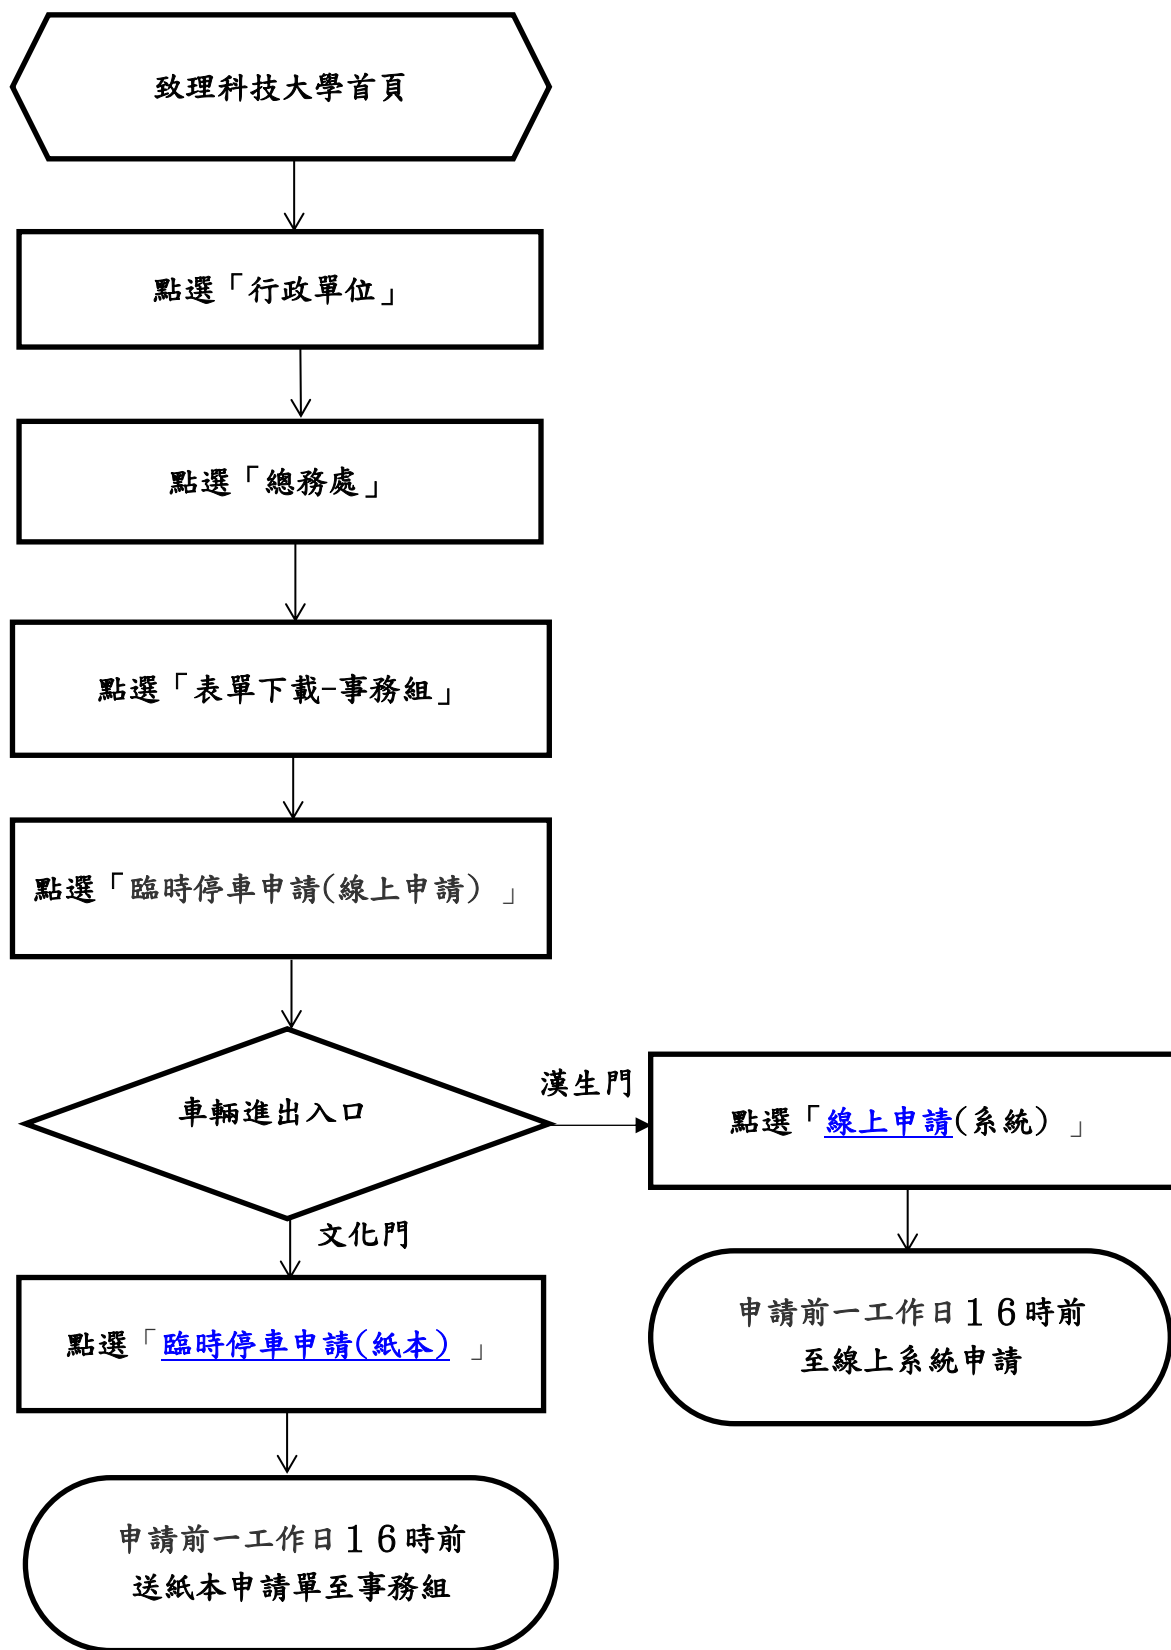 致理科技大學首頁
點選「行政單位」
點選「總務處」
點選「表單下載-事務組」
點選「臨時停車申請(線上申請) 」
車輛進出入口
漢生門
點選「線上申請(系統) 」
申請前一工作日１６時前
至線上系統申請
文化門
點選「臨時停車申請(紙本) 」
申請前一工作日１６時前
送紙本申請單至事務組